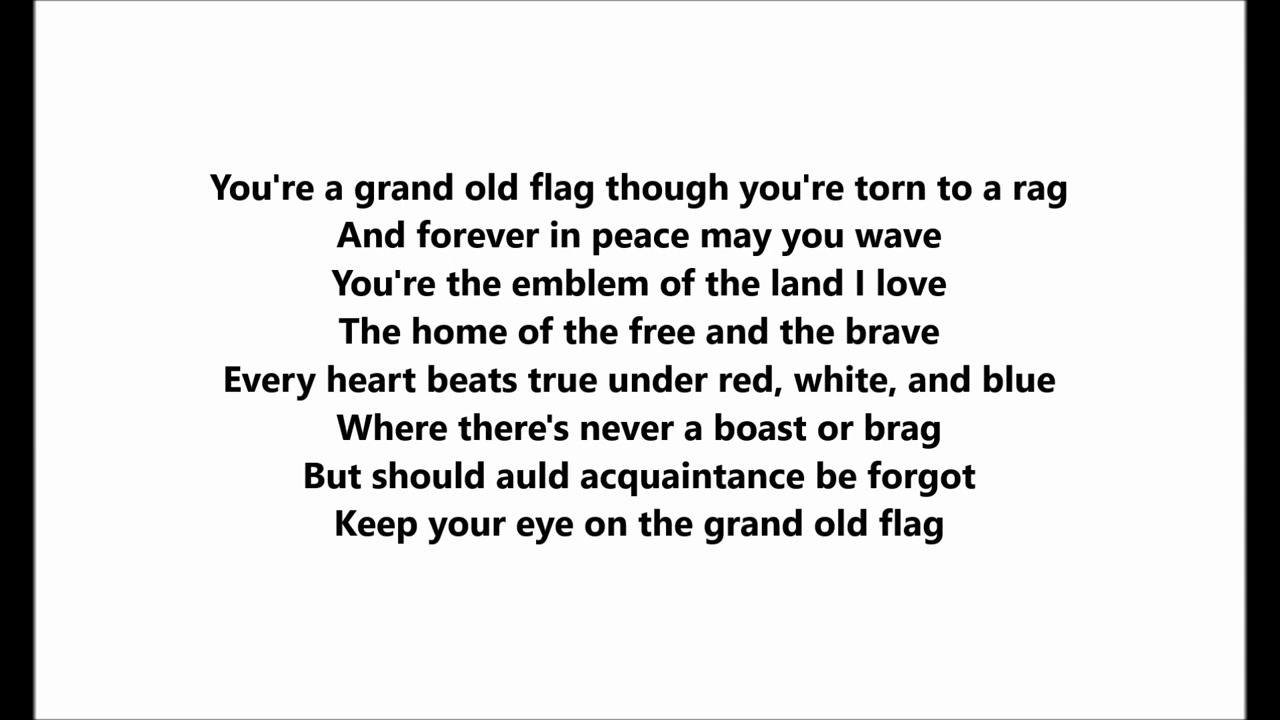 You're a grand old flag though you're torn to a rag
And forever in peace may you wave
You're the emblem of the land I love
The home of the free and the brave
Every heart beats true under red, white, and blue
Where there's never a boast or brag
But should auld acquaintance be forgot
Keep your eye on the grand old flag